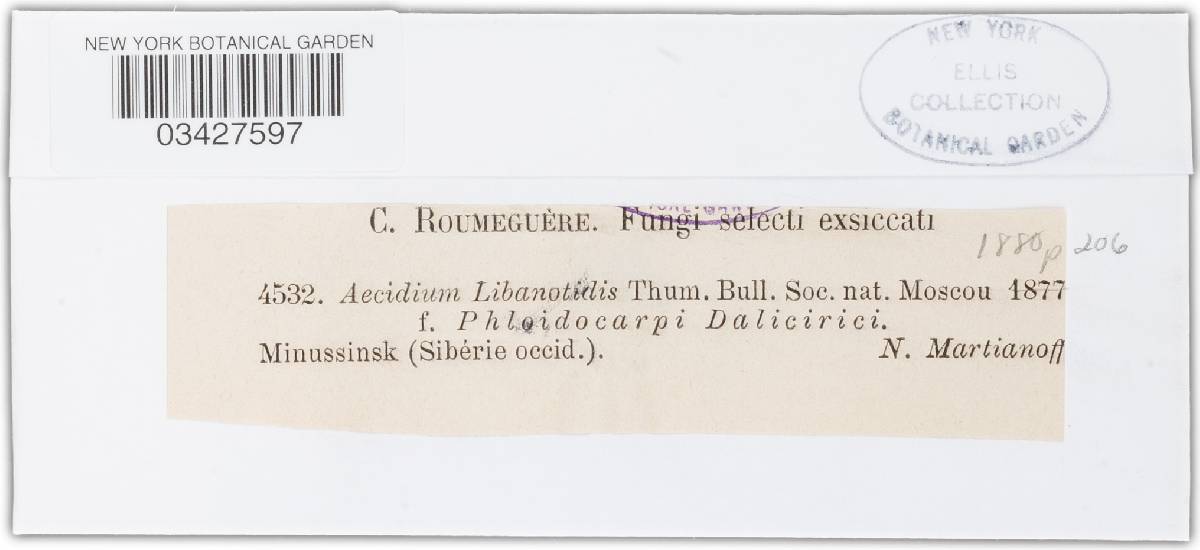 NEW YORK BOTANICAL GARDEN
03427597
NEW YORK
ELLIS
COLLECTION
BOTANICAL GARDEN
C. ROUMEGUÈRE. Fungi selecti exsiccati
1880 p 206
4532. Aecidium Libanotidis Thum. Bull. Soc. nat. Moscou 1877
f. Phloidocarpi Dalicirici.
Minussinsk (Sibérie occid.). N. Martianoff